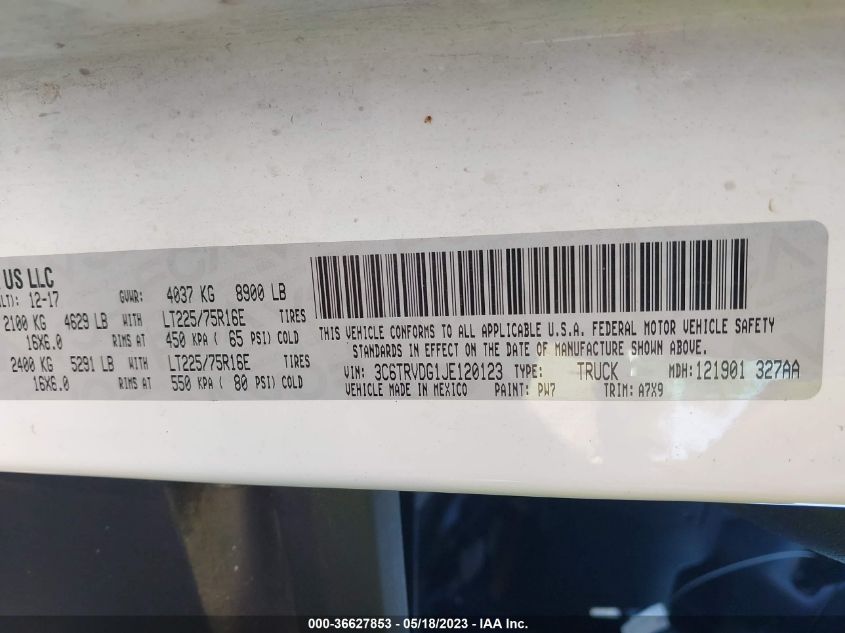 US LLC
LT): 12-17 GVWR: 4037 KG 8900 LB
2100 KG 4629 LB WITH LT225/75R16E TIRES
16X6.0 RIMS AT 450 KPA ( 65 PSI) COLD
2400 KG 5291 LB WITH LT225/75R16E TIRES
16X6.0 RIMS AT 550 KPA ( 80 PSI) COLD
THIS VEHICLE CONFORMS TO ALL APPLICABLE U.S.A. FEDERAL MOTOR VEHICLE SAFETY
STANDARDS IN EFFECT ON THE DATE OF MANUFACTURE SHOWN ABOVE.
VIN: 3C6TRVDG1JE120123 TYPE: TRUCK MDH: 121901 327AA
VEHICLE MADE IN MEXICO PAINT: PW7 TRIM: A7X9
000-36627853 - 05/18/2023 - IAA Inc.